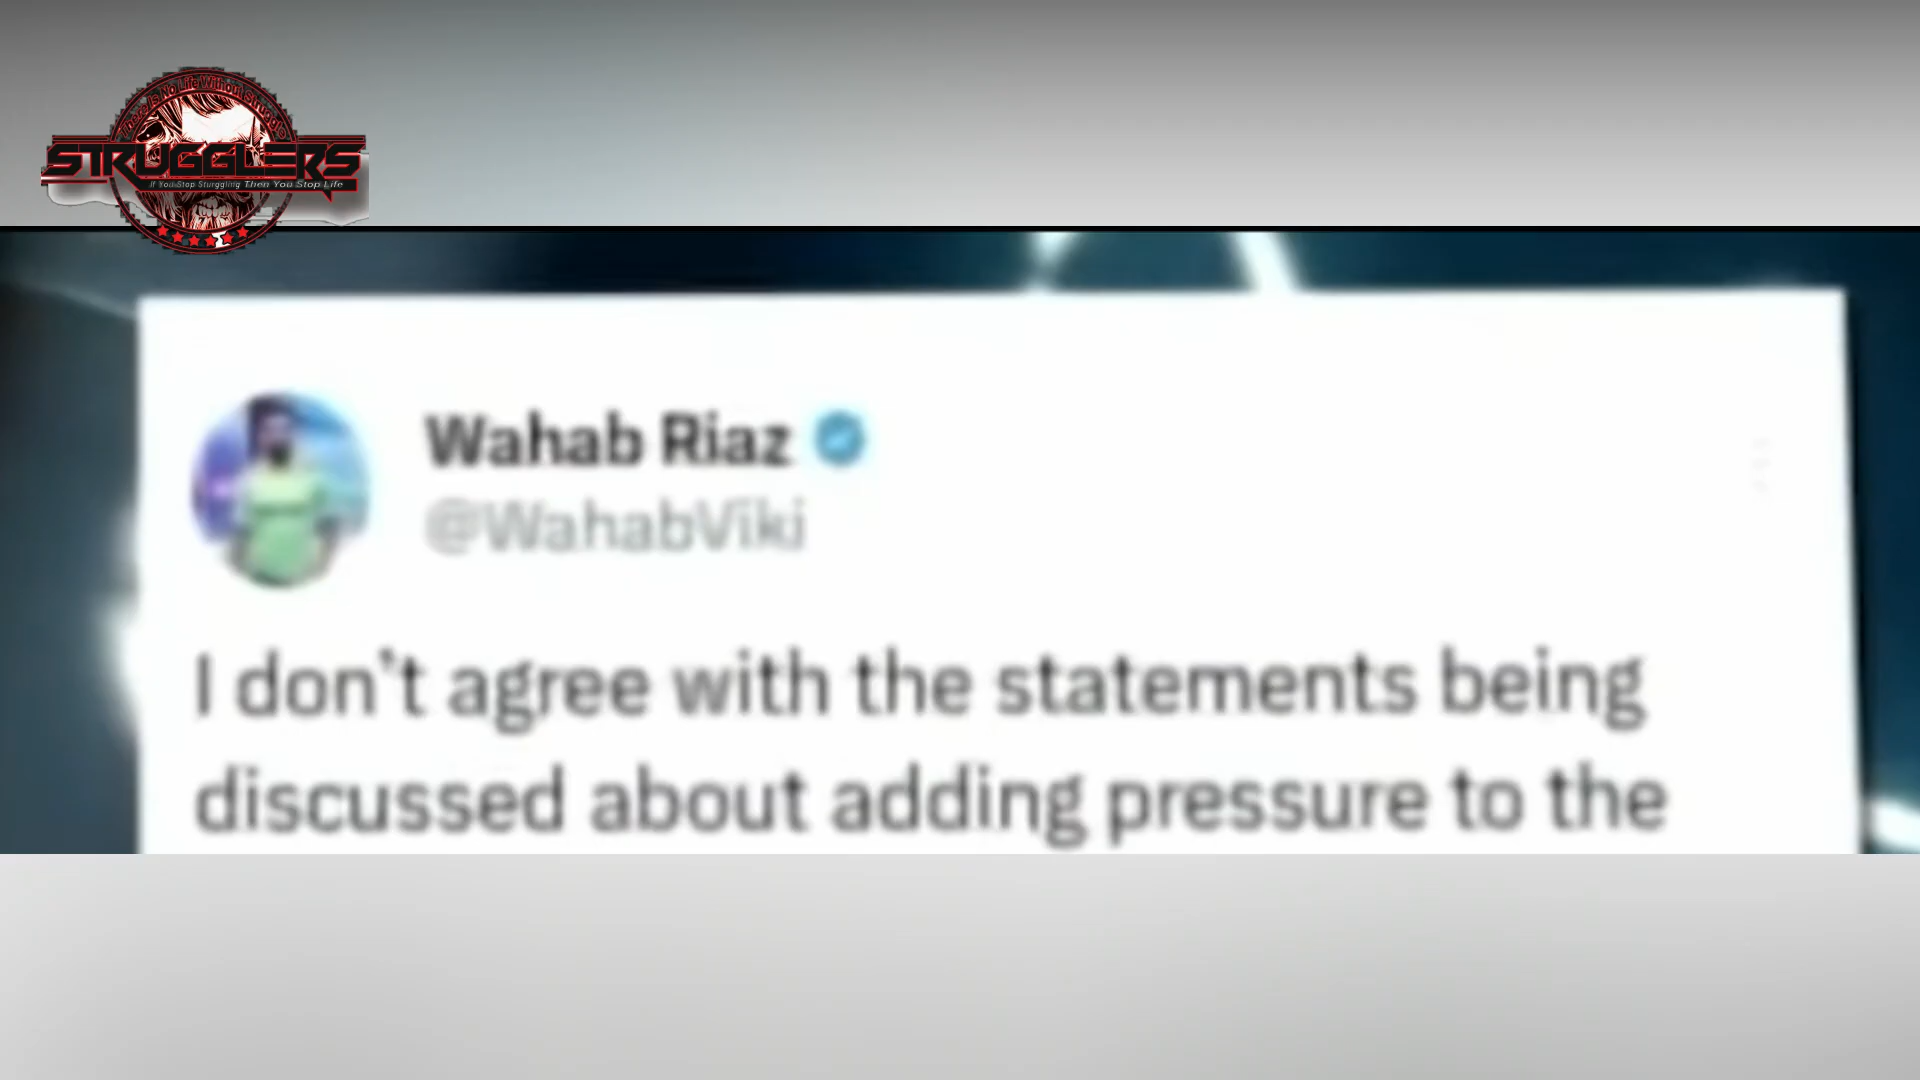 There Is No Life Without Struggle
STRUGGLERS
If You Stop Sturggling Then You Stop Life
Wahab Riaz
@WahabViki
I don't agree with the statements being
discussed about adding pressure to the